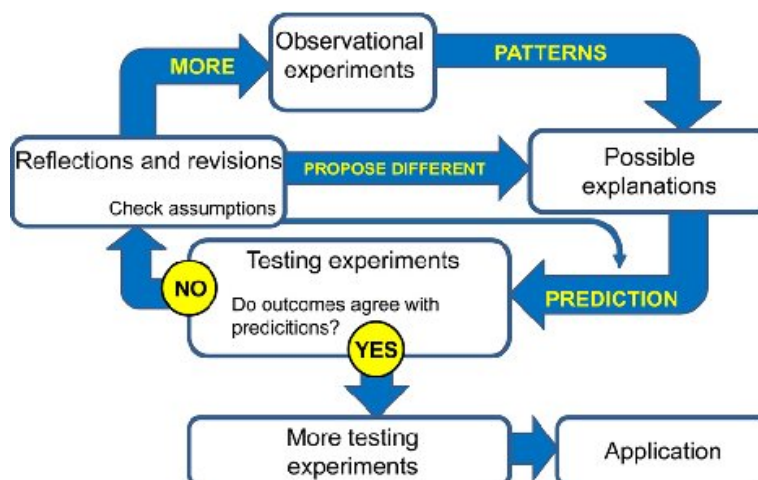 Observational
experiments
MORE
PATTERNS
Reflections and revisions
Check assumptions
PROPOSE DIFFERENT
Possible
explanations
Testing experiments
NO
Do outcomes agree with
predicitions?
PREDICTION
YES
More testing
experiments
Application